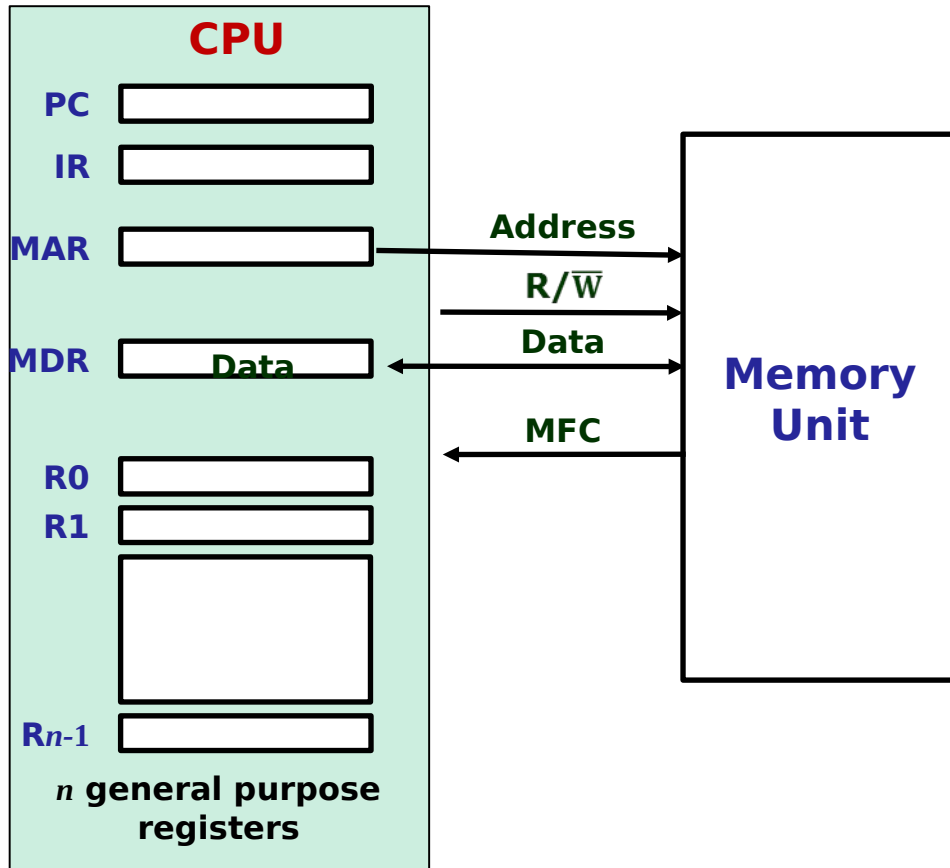 CPU
PC
IR
MAR
Address
R/W̅
MDR
Data
Data
Memory
Unit
MFC
R0
R1
Rn-1
n general purpose
registers